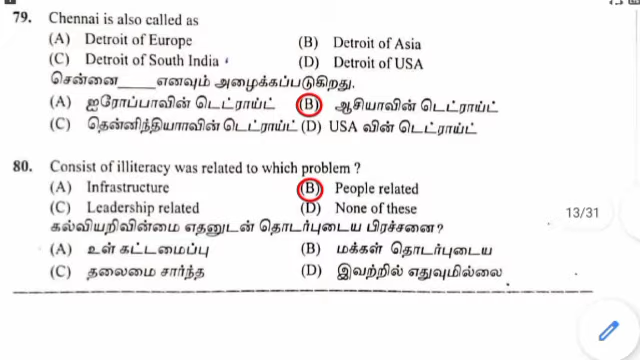 79. Chennai is also called as
(A) Detroit of Europe (B) Detroit of Asia
(C) Detroit of South India (D) Detroit of USA
சென்னை____எனவும் அழைக்கப்படுகிறது.
(A) ஐரோப்பாவின் டெட்ராய்ட் (B) ஆசியாவின் டெட்ராய்ட்
(C) தென்னிந்தியாவின் டெட்ராய்ட் (D) USA வின் டெட்ராய்ட்
80. Consist of illiteracy was related to which problem ?
(A) Infrastructure (B) People related
(C) Leadership related (D) None of these
கல்வியறிவின்மை எதனுடன் தொடர்புடைய பிரச்சனை?
(A) உள் கட்டமைப்பு (B) மக்கள் தொடர்புடைய
(C) தலைமை சார்ந்த (D) இவற்றில் எதுவுமில்லை
13/31